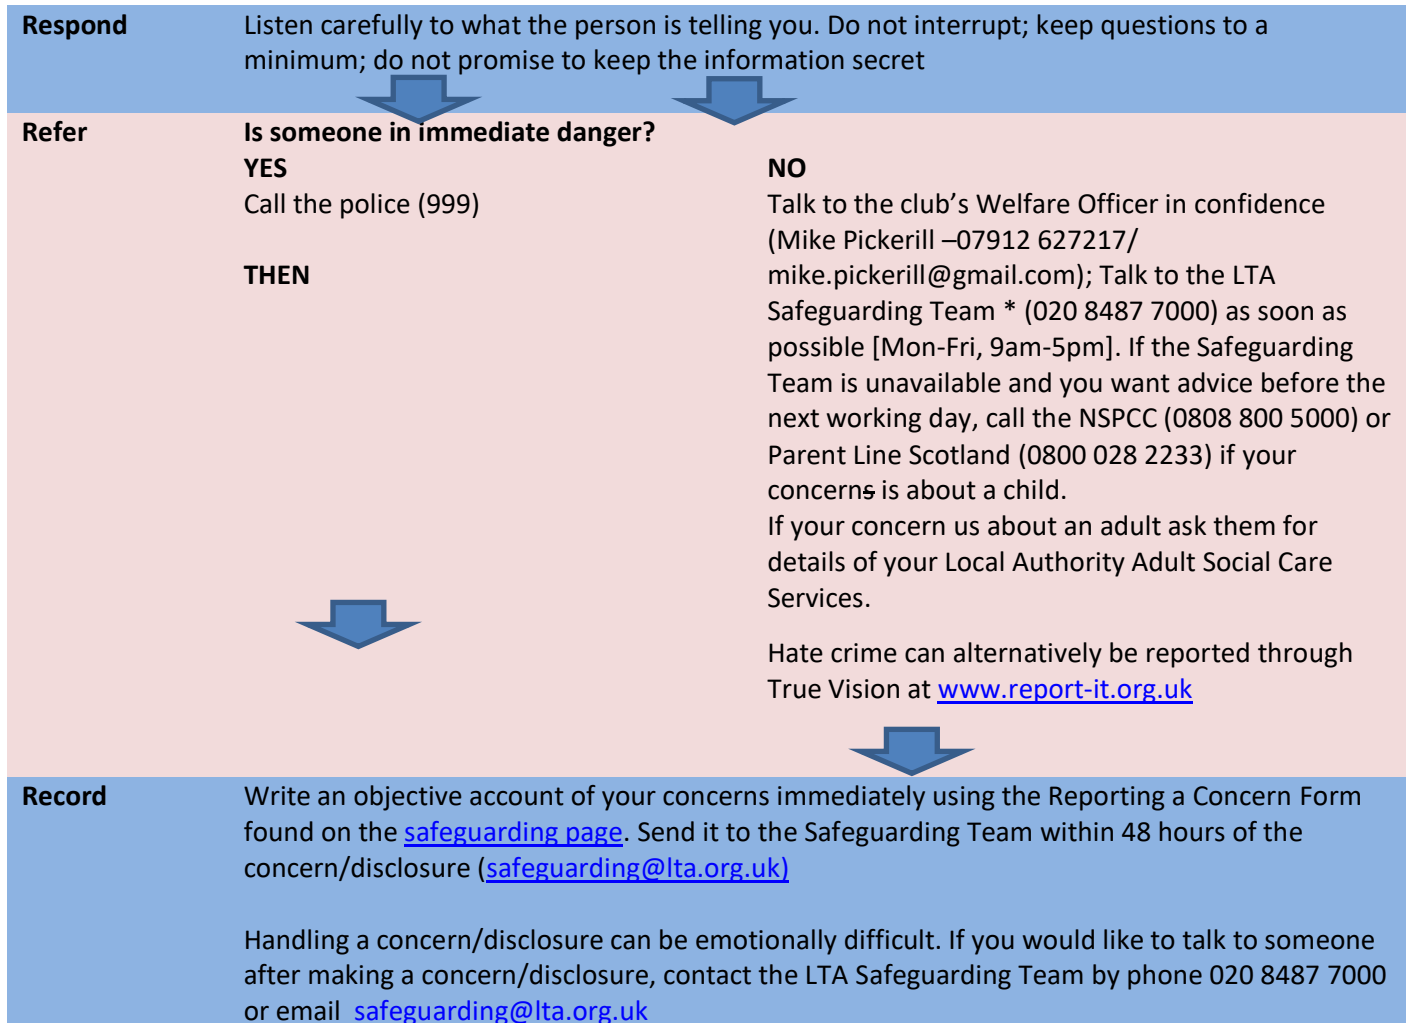 Respond
Listen carefully to what the person is telling you. Do not interrupt; keep questions to a
minimum; do not promise to keep the information secret
Refer
Is someone in immediate danger?
YES
Call the police (999)
THEN
NO
Talk to the club’s Welfare Officer in confidence
(Mike Pickerill –07912 627217/
mike.pickerill@gmail.com); Talk to the LTA
Safeguarding Team * (020 8487 7000) as soon as
possible [Mon-Fri, 9am-5pm]. If the Safeguarding
Team is unavailable and you want advice before the
next working day, call the NSPCC (0808 800 5000) or
Parent Line Scotland (0800 028 2233) if your
concerns is about a child.
If your concern us about an adult ask them for
details of your Local Authority Adult Social Care
Services.
Hate crime can alternatively be reported through
True Vision at www.report-it.org.uk
Record
Write an objective account of your concerns immediately using the Reporting a Concern Form
found on the safeguarding page. Send it to the Safeguarding Team within 48 hours of the
concern/disclosure (safeguarding@lta.org.uk)
Handling a concern/disclosure can be emotionally difficult. If you would like to talk to someone
after making a concern/disclosure, contact the LTA Safeguarding Team by phone 020 8487 7000
or email  safeguarding@lta.org.uk